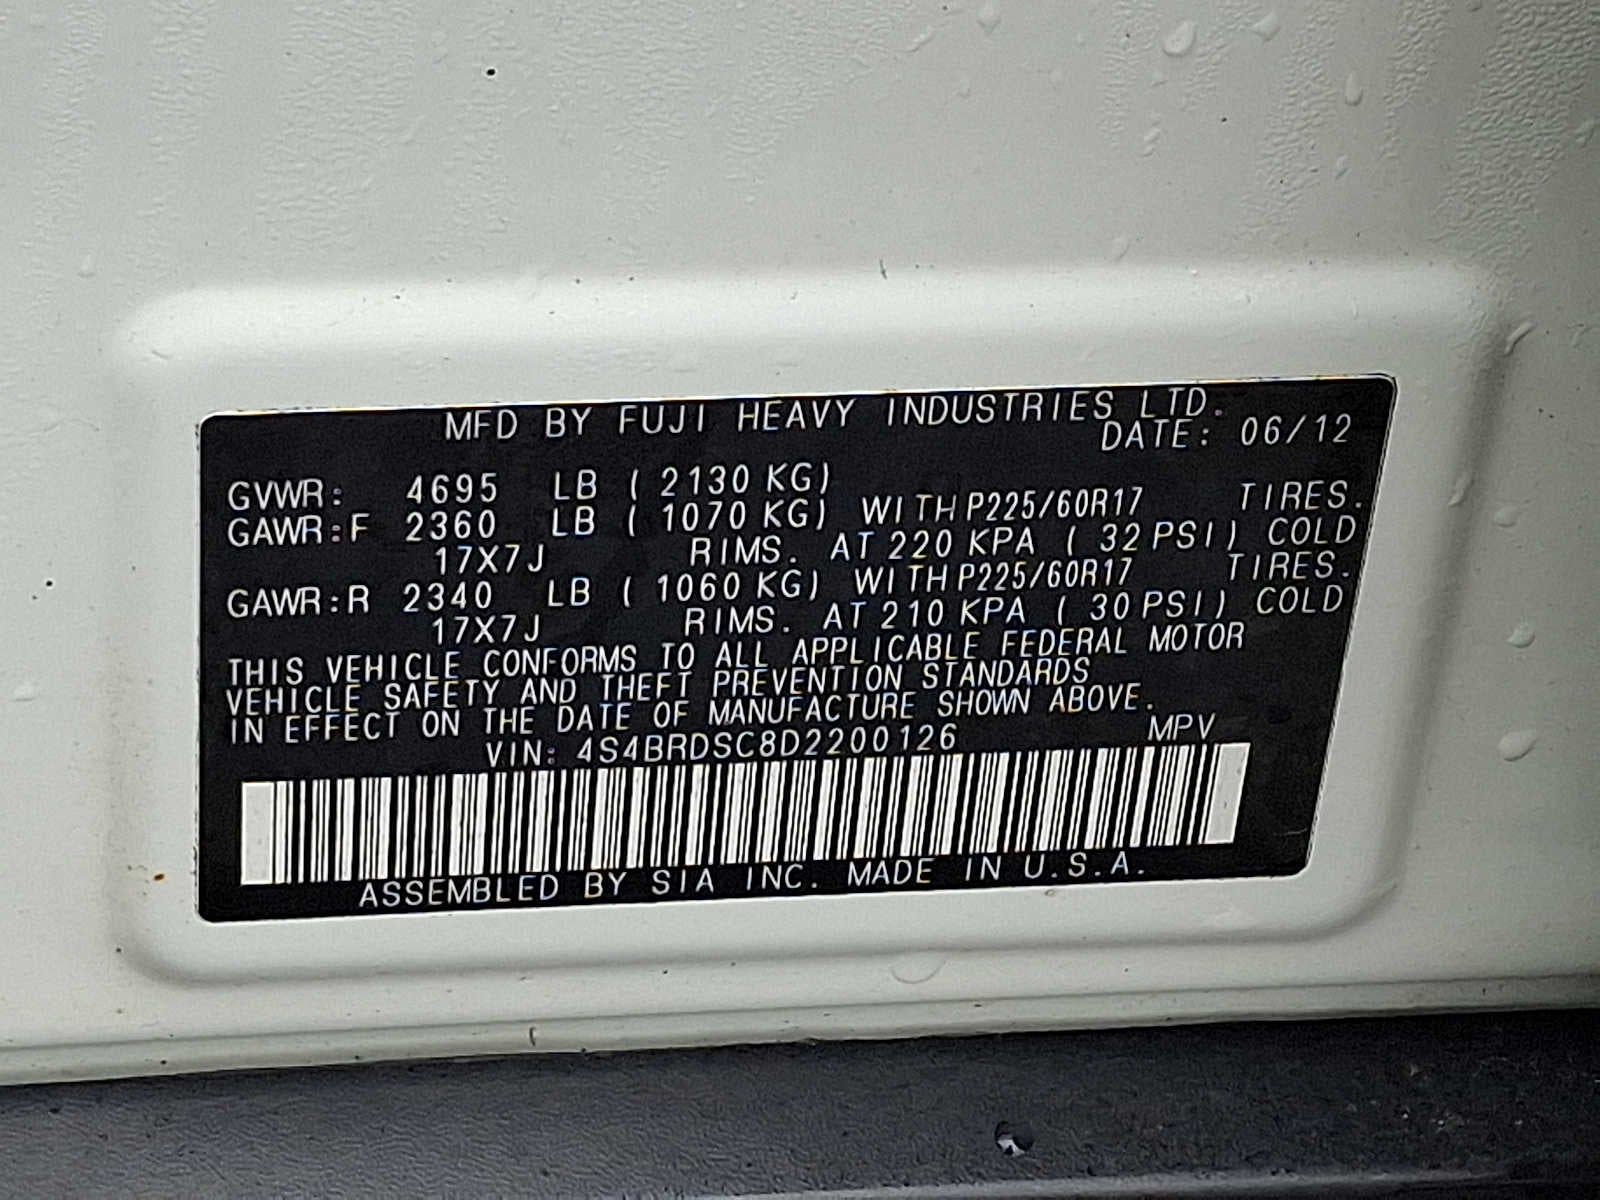 MFD BY FUJI HEAVY INDUSTRIES LTD.
DATE: 06/12
GVWR: 4695 LB ( 2130 KG)
GAWR:F 2360 LB ( 1070 KG) WITH P225/60R17 TIRES.
17X7J RIMS. AT 220 KPA ( 32 PSI) COLD
GAWR:R 2340 LB ( 1060 KG) WITH P225/60R17 TIRES.
17X7J RIMS. AT 210 KPA ( 30 PSI) COLD
THIS VEHICLE CONFORMS TO ALL APPLICABLE FEDERAL MOTOR
VEHICLE SAFETY AND THEFT PREVENTION STANDARDS
IN EFFECT ON THE DATE OF MANUFACTURE SHOWN ABOVE.
VIN: 4S4BRDSC8D2200126 MPV
ASSEMBLED BY SIA INC. MADE IN U.S.A.